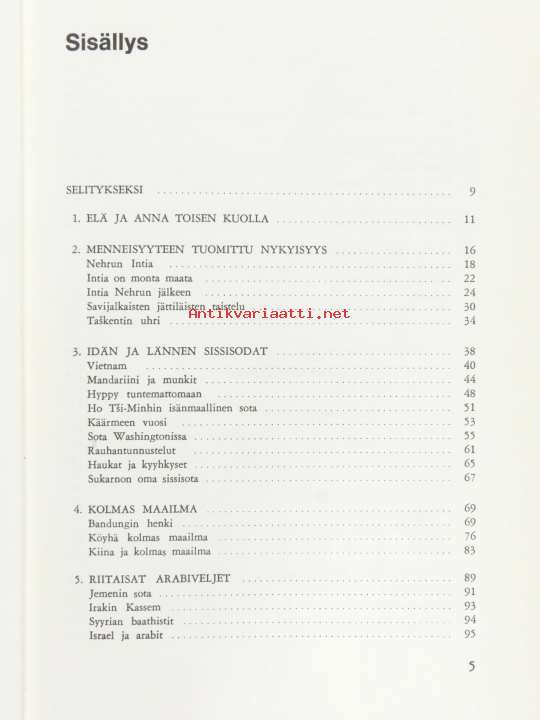 Sisällys
SELITYKSEKSI 9
1. ELÄ JA ANNA TOISEN KUOLLA 11
2. MENNEISYYTEEN TUOMITTU NYKYISYYS 16
Nehrun Intia 18
Intia on monta maata 22
Intia Nehrun jälkeen 24
Savijalkaisten jättiläisten taistelu 30
Antikvariaatti.net
Taškentin uhri 34
3. IDÄN JA LÄNNEN SISSISODAT 38
Vietnam 40
Mandariini ja munkit 44
Hyppy tuntemattomaan 48
Ho Tši-Minhin isänmaallinen sota 51
Käärmeen vuosi 53
Sota Washingtonissa 55
Rauhantunnustelut 61
Haukat ja kyyhkyset 65
Sukarnon oma sissisota 67
4. KOLMAS MAAILMA 69
Bandungin henki 69
Köyhä kolmas maailma 76
Kiina ja kolmas maailma 83
5. RIITAISAT ARABIVELJET 89
Jemenin sota 91
Irakin Kassem 93
Syyrian baathistit 94
Israel ja arabit 95
5